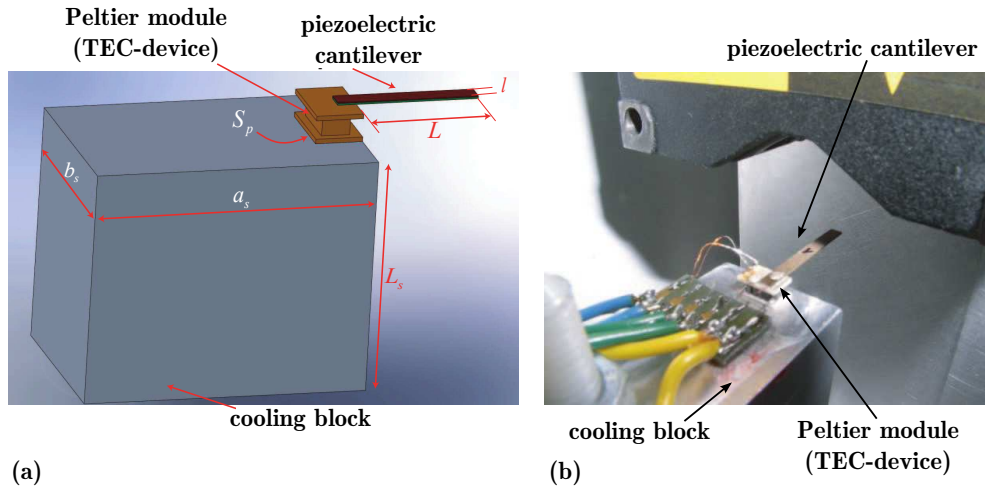 Peltier module
(TEC-device)
piezoelectric
cantilever
l
L
S_p
b_s
a_s
L_s
cooling block
(a)
piezoelectric cantilever
cooling block
Peltier module
(TEC-device)
(b)